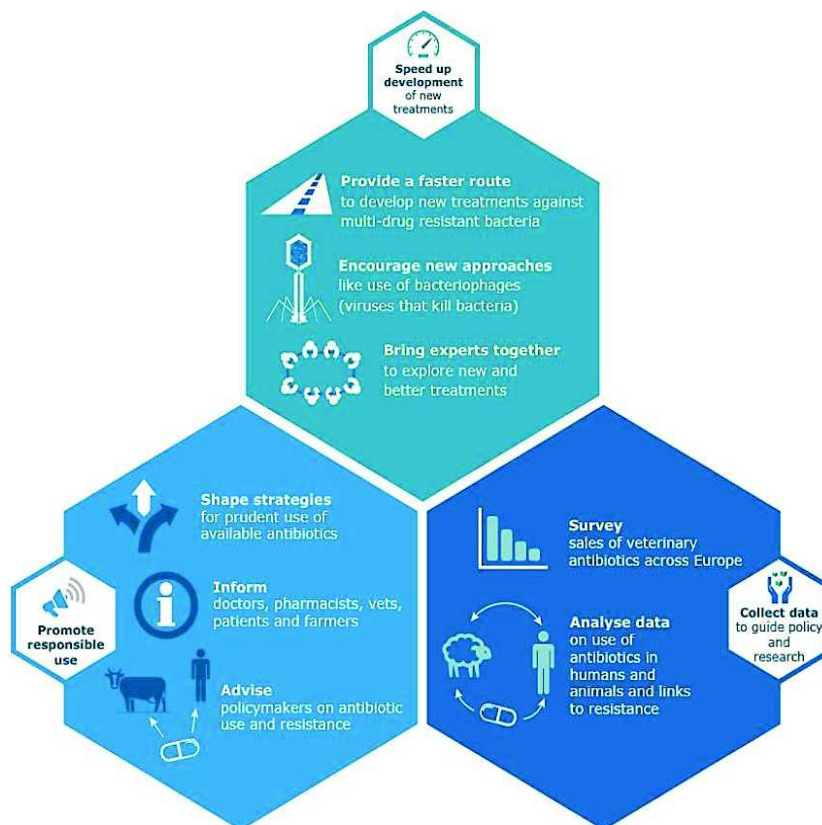 Speed up
development
of new
treatments
Provide a faster route
to develop new treatments against
multi-drug resistant bacteria
Encourage new approaches
like use of bacteriophages
(viruses that kill bacteria)
Bring experts together
to explore new and
better treatments
Shape strategies
for prudent use of
available antibiotics
Inform
doctors, pharmacists, vets,
patients and farmers
Advise
policymakers on antibiotic
use and resistance
Promote
responsible
use
Survey
sales of veterinary
antibiotics across Europe
Analyse data
on use of
antibiotics in
humans and
animals and links
to resistance
Collect data
to guide policy
and
research